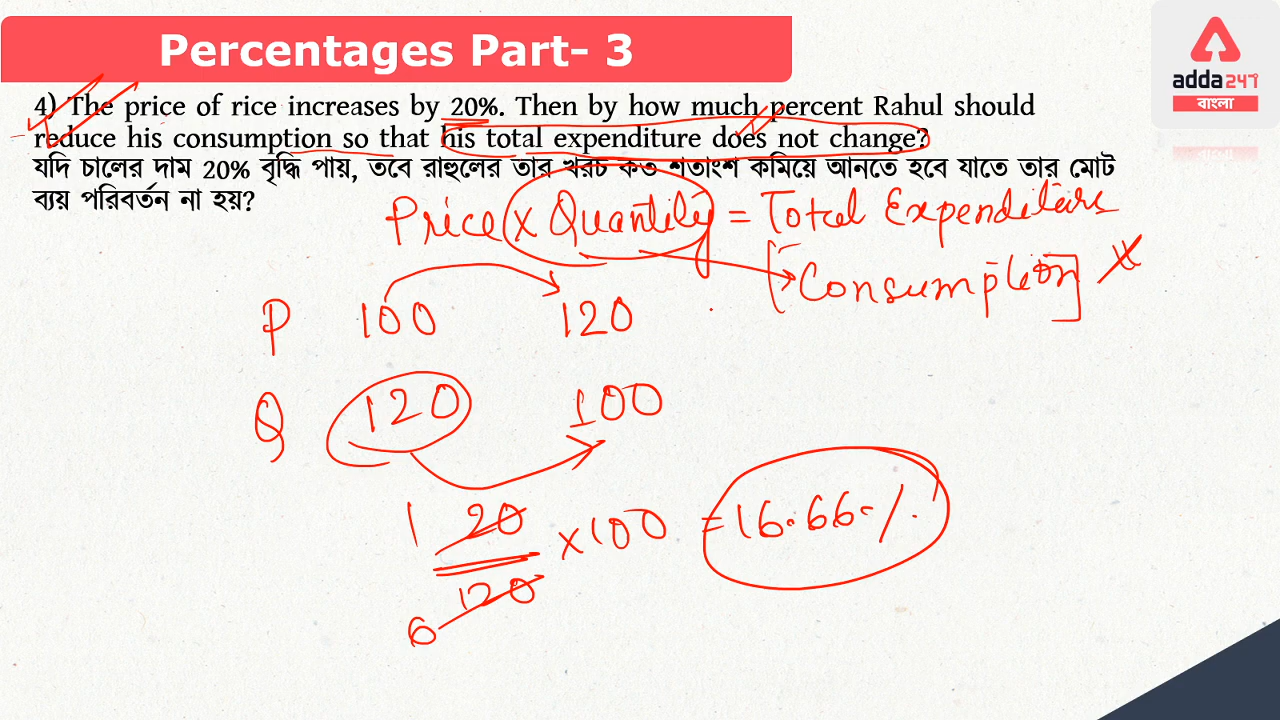 Percentages Part- 3
adda247
বাংলা
4) The price of rice increases by 20%. Then by how much percent Rahul should
reduce his consumption so that his total expenditure does not change?
যদি চালের দাম 20% বৃদ্ধি পায়, তবে রাহুলের তার খরচ কত শতাংশ কমিয়ে আনতে হবে যাতে তার মোট
ব্যয় পরিবর্তন না হয়?
Price x Quantity = Total Expenditure
[Consumption]
P 100 120
Q 120 100
1 20
x100 = 16.66%
120
6